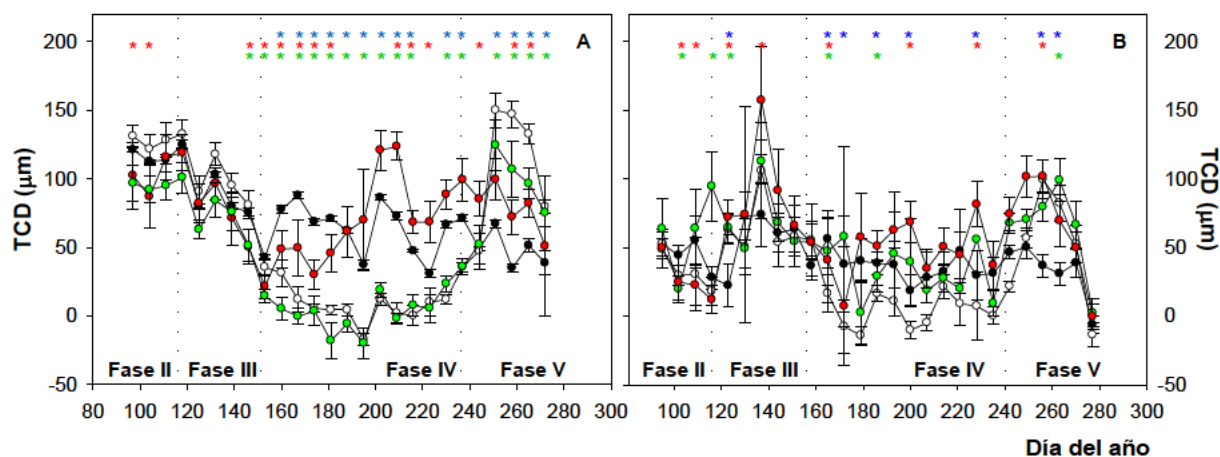 200
150
100
50
0
-50
TCD (µm)
A
B
* * * * * * * * * * * * * * * * * * * * * *
Fase II Fase III Fase IV Fase V
Fase II Fase III Fase IV Fase V
80 100 120 140 160 180 200 220 240 260 280 300
100 120 140 160 180 200 220 240 260 280 300
200
150
100
50
0
-50
TCD (µm)
Día del año